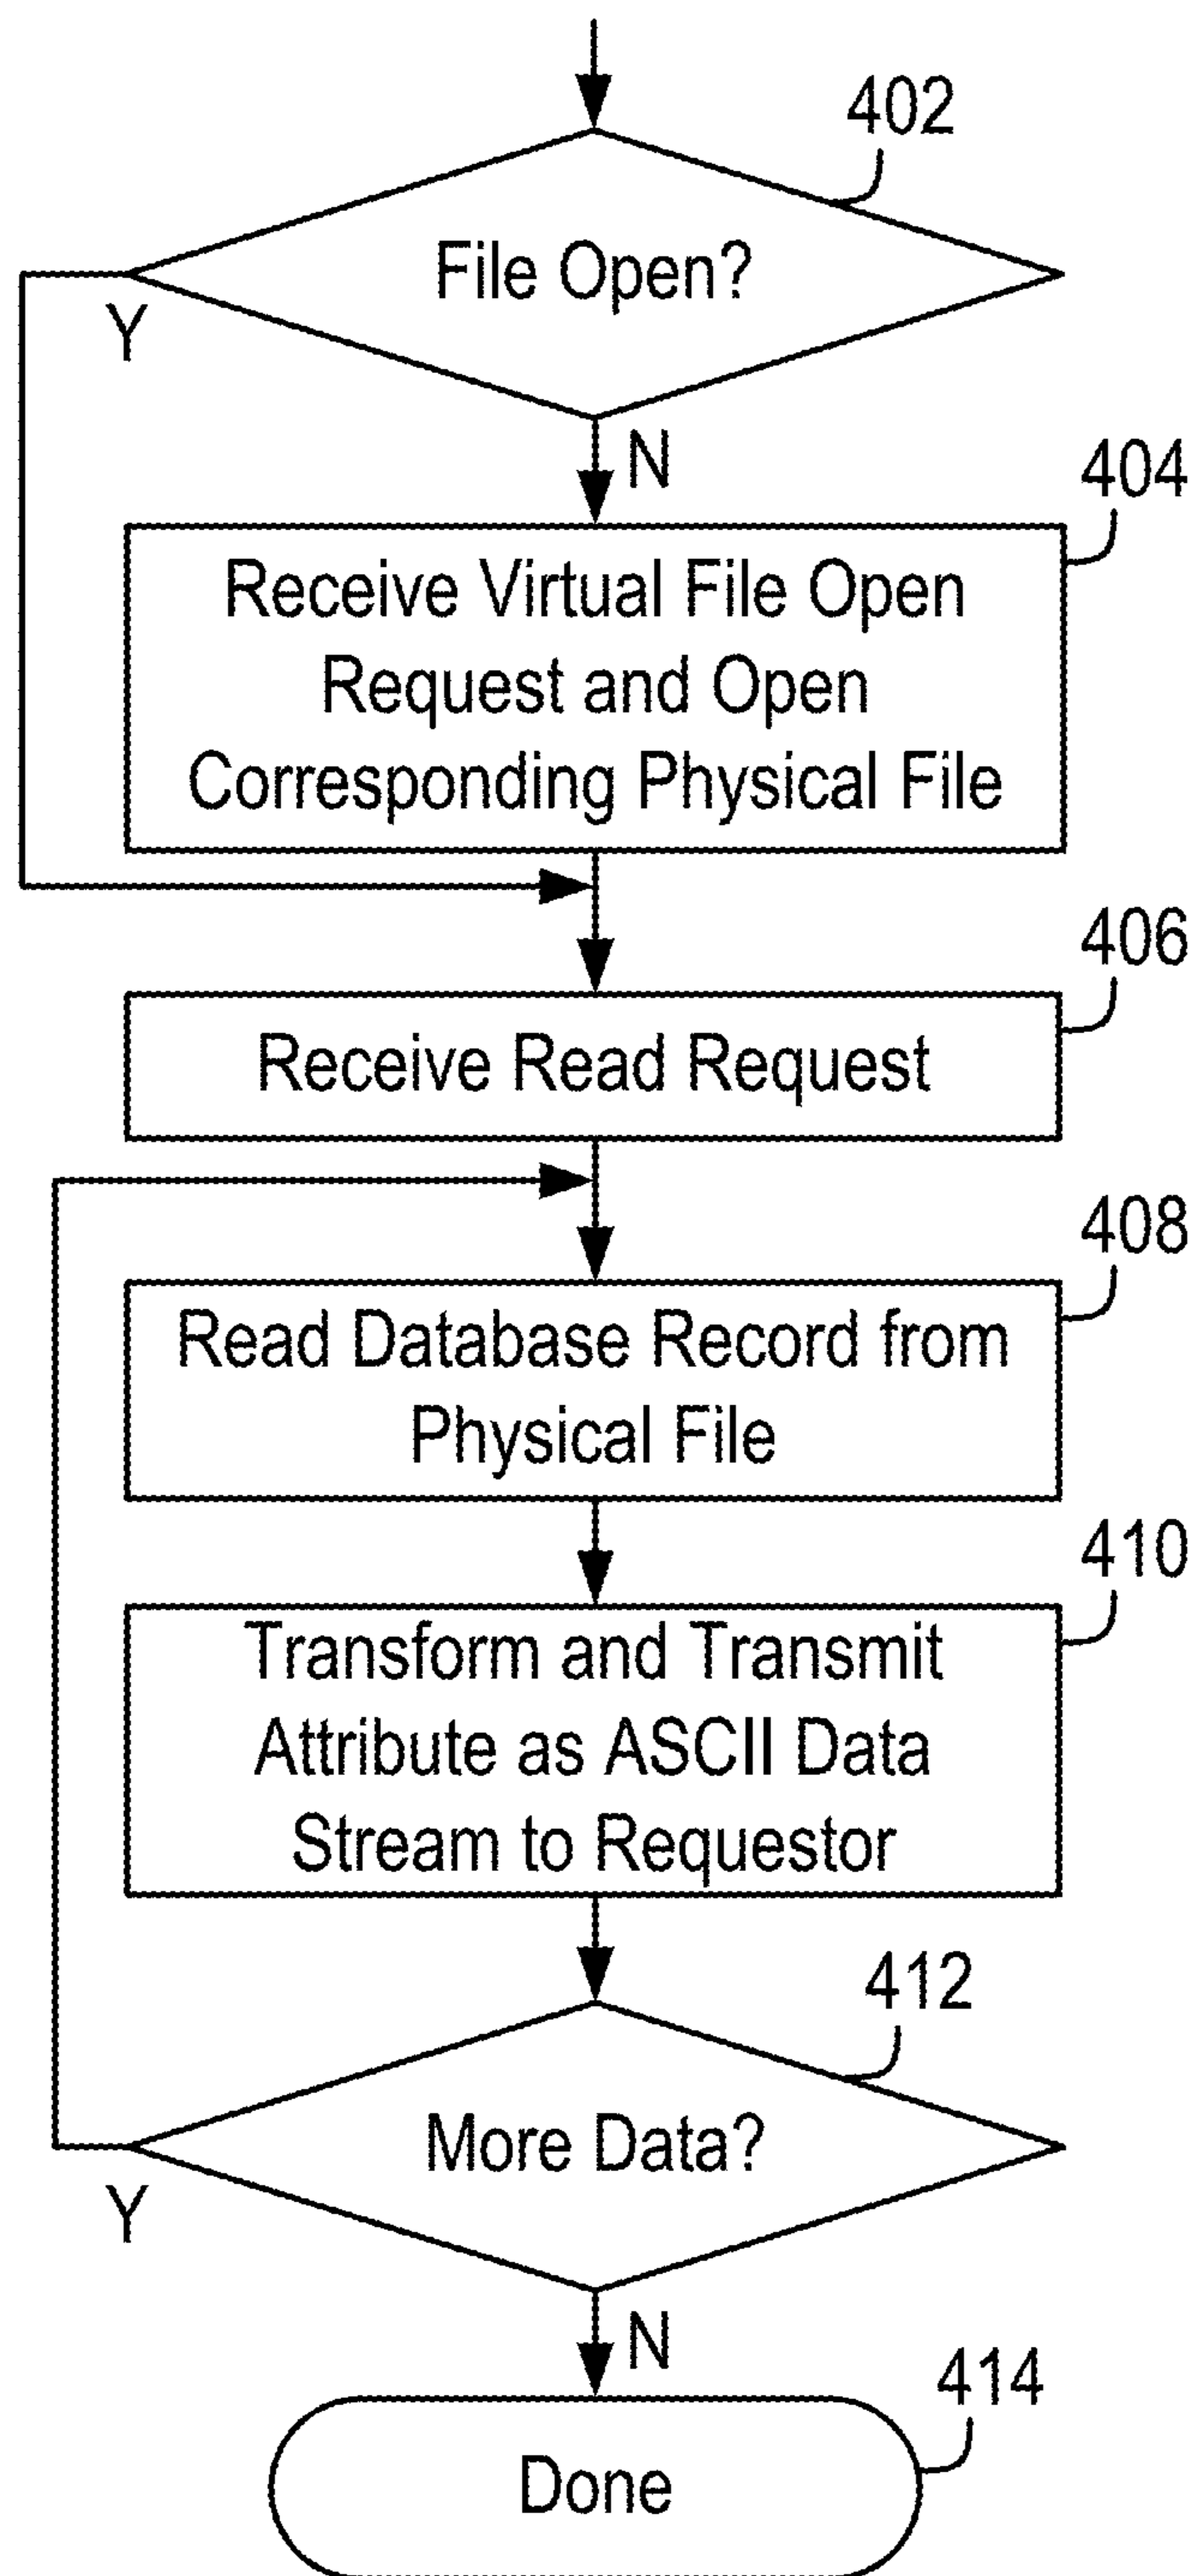 402
File Open?
Y
N
404
Receive Virtual File Open
Request and Open
Corresponding Physical File
406
Receive Read Request
408
Read Database Record from
Physical File
410
Transform and Transmit
Attribute as ASCII Data
Stream to Requestor
412
More Data?
Y
N
414
Done